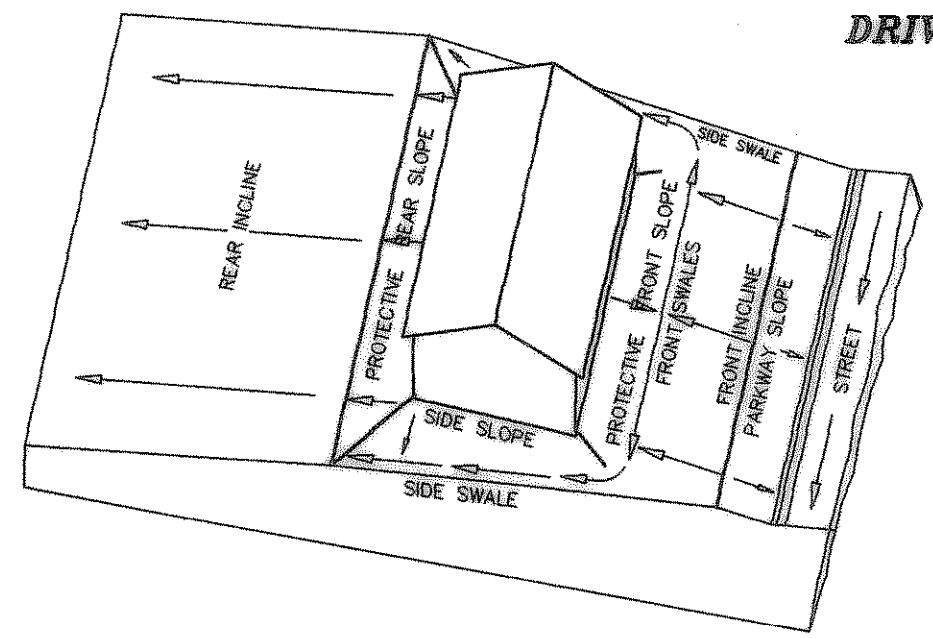 DRIV
SIDE SWALE
REAR INCLINE
PROTECTIVE REAR SLOPE
PROTECTIVE FRONT SLOPE
FRONT SWALES
FRONT INCLINE
PARKWAY SLOPE
STREET
SIDE SLOPE
SIDE SWALE